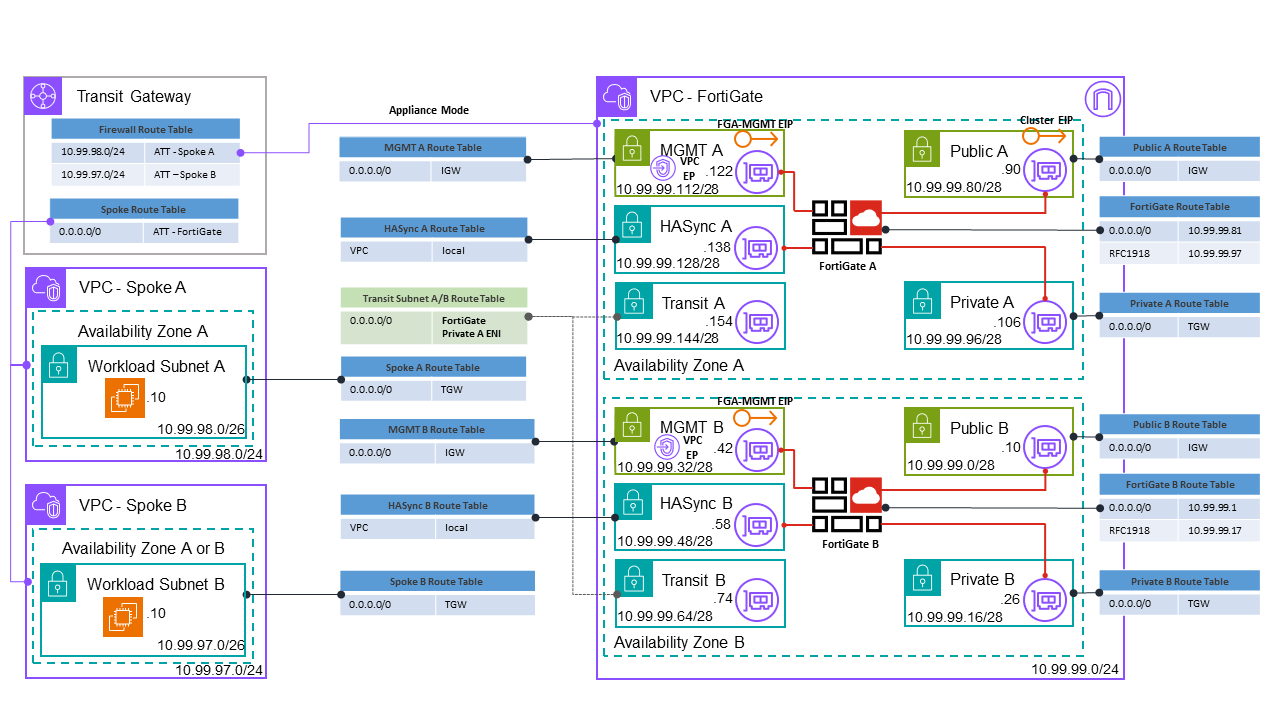 Transit Gateway
Firewall Route Table
10.99.98.0/24 ATT - Spoke A
10.99.97.0/24 ATT – Spoke B
Spoke Route Table
0.0.0.0/0 ATT - FortiGate
VPC - Spoke A
Availability Zone A
Workload Subnet A
.10
10.99.98.0/26
10.99.98.0/24
VPC - Spoke B
Availability Zone A or B
Workload Subnet B
.10
10.99.97.0/26
10.99.97.0/24
Appliance Mode
MGMT A Route Table
0.0.0.0/0 IGW
HASync A Route Table
VPC local
Transit Subnet A/B Route Table
0.0.0.0/0 FortiGate
Private A ENI
Spoke A Route Table
0.0.0.0/0 TGW
MGMT B Route Table
0.0.0.0/0 IGW
HASync B Route Table
VPC local
Spoke B Route Table
0.0.0.0/0 TGW
VPC - FortiGate
FGA-MGMT EIP
MGMT A
VPC
EP
.122
10.99.99.112/28
HASync A
.138
10.99.99.128/28
Transit A
.154
10.99.99.144/28
Availability Zone A
FortiGate A
Cluster EIP
Public A
.90
10.99.99.80/28
Private A
.106
10.99.99.96/28
FGA-MGMT EIP
MGMT B
VPC
EP
.42
10.99.99.32/28
HASync B
.58
10.99.99.48/28
Transit B
.74
10.99.99.64/28
Availability Zone B
FortiGate B
Public B
.10
10.99.99.0/28
Private B
.26
10.99.99.16/28
10.99.99.0/24
Public A Route Table
0.0.0.0/0 IGW
FortiGate Route Table
0.0.0.0/0 10.99.99.81
RFC1918 10.99.99.97
Private A Route Table
0.0.0.0/0 TGW
Public B Route Table
0.0.0.0/0 IGW
FortiGate B Route Table
0.0.0.0/0 10.99.99.1
RFC1918 10.99.99.17
Private B Route Table
0.0.0.0/0 TGW